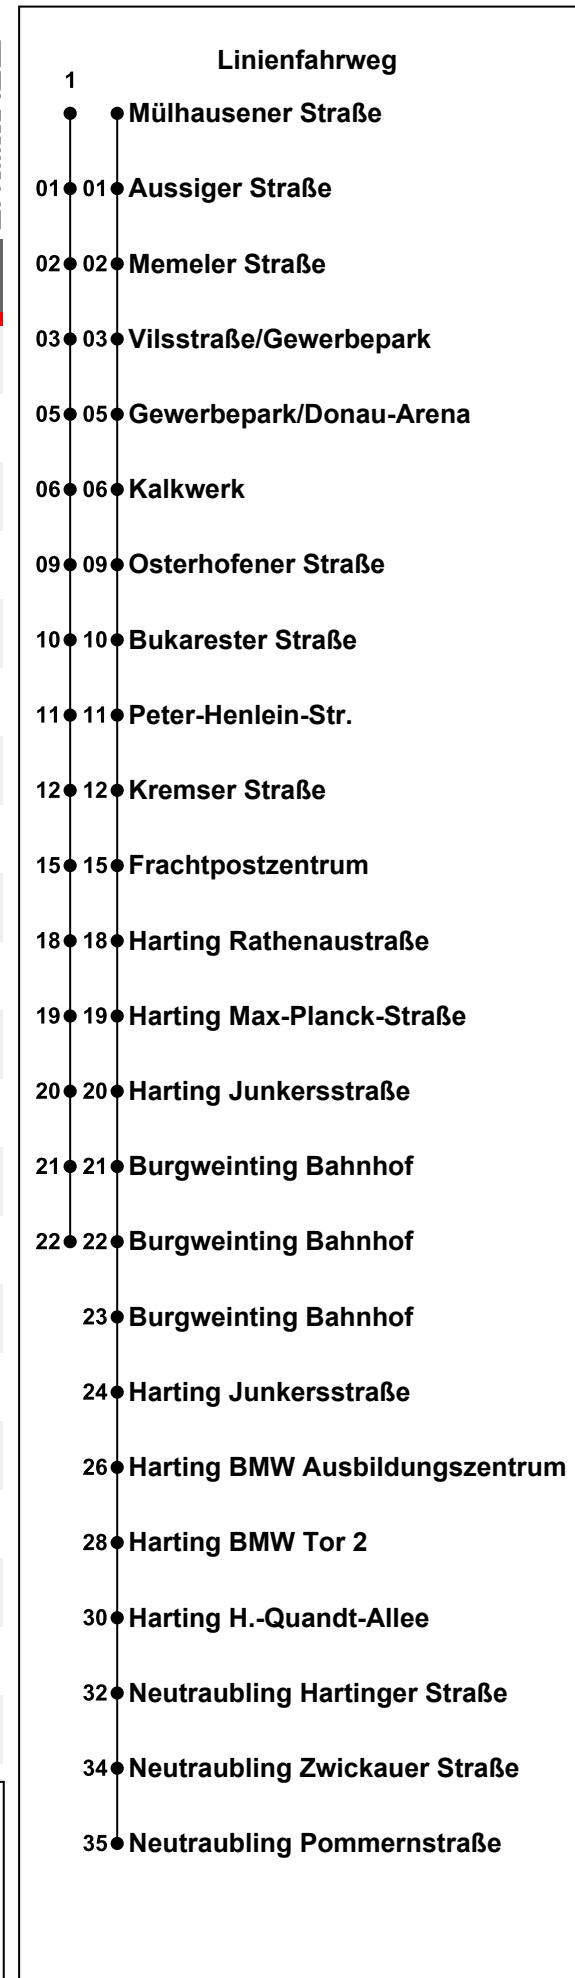 Linienfahrweg
1
Mülhausener Straße
01 01 Aussiger Straße
02 02 Memeler Straße
03 03 Vilsstraße/Gewerbepark
05 05 Gewerbepark/Donau-Arena
06 06 Kalkwerk
09 09 Osterhofener Straße
10 10 Bukarester Straße
11 11 Peter-Henlein-Str.
12 12 Kremser Straße
15 15 Frachtpostzentrum
18 18 Harting Rathenaustraße
19 19 Harting Max-Planck-Straße
20 20 Harting Junkersstraße
21 21 Burgweinting Bahnhof
22 22 Burgweinting Bahnhof
23 Burgweinting Bahnhof
24 Harting Junkersstraße
26 Harting BMW Ausbildungszentrum
28 Harting BMW Tor 2
30 Harting H.-Quandt-Allee
32 Neutraubling Hartinger Straße
34 Neutraubling Zwickauer Straße
35 Neutraubling Pommernstraße